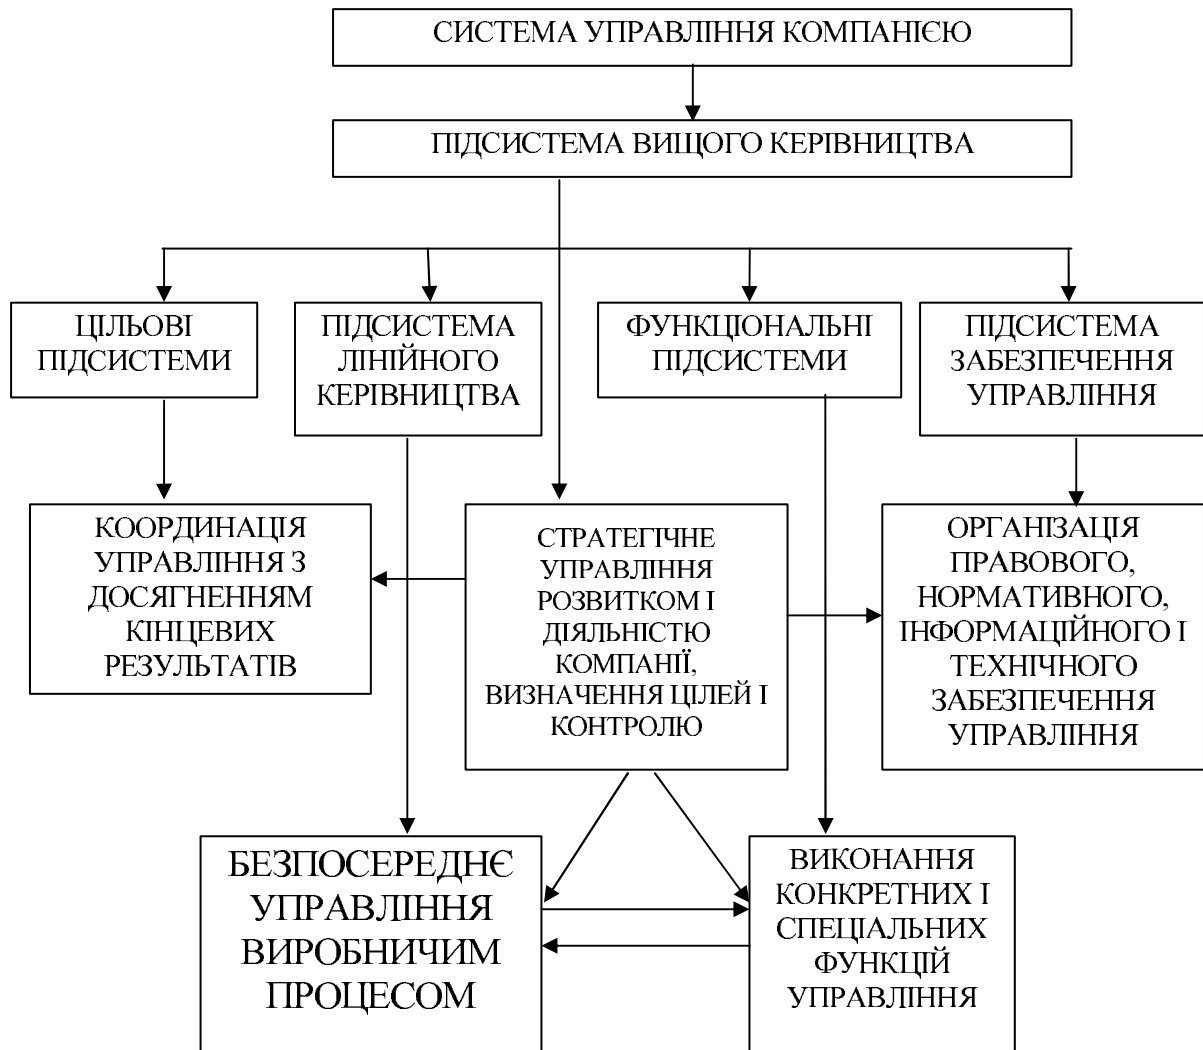 СИСТЕМА УПРАВЛІННЯ КОМПАНІЄЮ
ПІДСИСТЕМА ВИЩОГО КЕРІВНИЦТВА
ЦІЛЬОВІ
ПІДСИСТЕМИ
ПІДСИСТЕМА
ЛІНІЙНОГО
КЕРІВНИЦТВА
ФУНКЦІОНАЛЬНІ
ПІДСИСТЕМИ
ПІДСИСТЕМА
ЗАБЕЗПЕЧЕННЯ
УПРАВЛІННЯ
КООРДИНАЦІЯ
УПРАВЛІННЯ З
ДОСЯГНЕННЯМ
КІНЦЕВИХ
РЕЗУЛЬТАТІВ
СТРАТЕГІЧНЕ
УПРАВЛІННЯ
РОЗВИТКОМ І
ДІЯЛЬНІСТЮ
КОМПАНІЇ,
ВИЗНАЧЕННЯ ЦІЛЕЙ І
КОНТРОЛЮ
ОРГАНІЗАЦІЯ
ПРАВОВОГО,
НОРМАТИВНОГО,
ІНФОРМАЦІЙНОГО І
ТЕХНІЧНОГО
ЗАБЕЗПЕЧЕННЯ
УПРАВЛІННЯ
БЕЗПОСЕРЕДНЄ
УПРАВЛІННЯ
ВИРОБНИЧИМ
ПРОЦЕСОМ
ВИКОНАННЯ
КОНКРЕТНИХ І
СПЕЦІАЛЬНИХ
ФУНКЦІЙ
УПРАВЛІННЯ